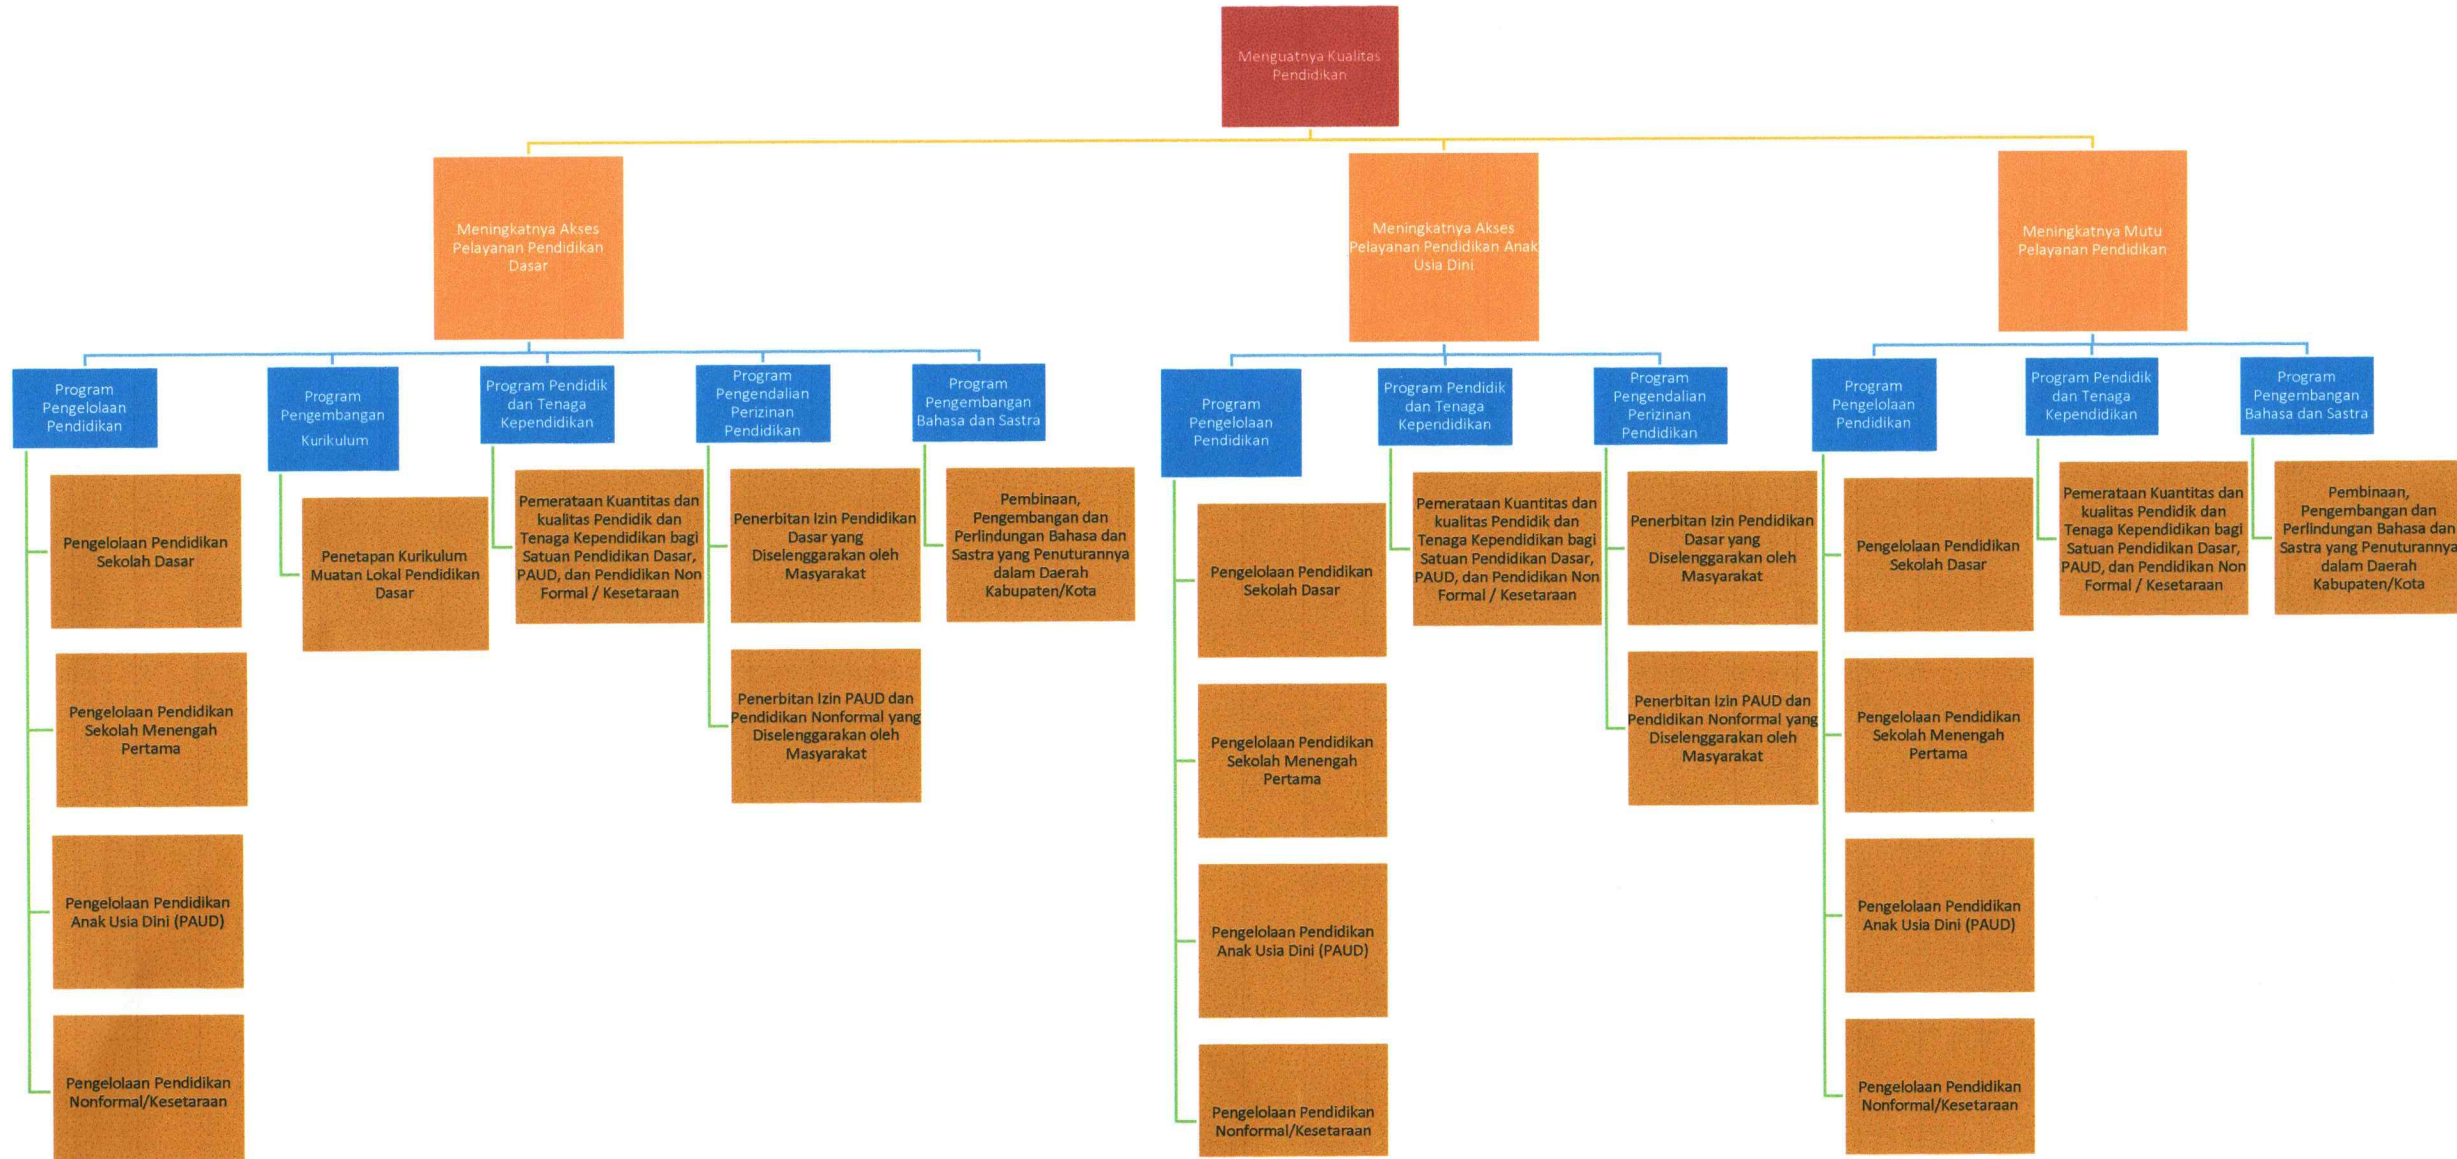 Menguatnya Kualitas
Pendidikan
Meningkatnya Akses
Pelayanan Pendidikan
Dasar
Meningkatnya Akses
Pelayanan Pendidikan Anak
Usia Dini
Meningkatnya Mutu
Pelayanan Pendidikan
Program
Pengelolaan
Pendidikan
Program
Pengembangan
Kurikulum
Program Pendidik
dan Tenaga
Kependidikan
Program
Pengendalian
Perizinan
Pendidikan
Program
Pengembangan
Bahasa dan Sastra
Program
Pengelolaan
Pendidikan
Program Pendidik
dan Tenaga
Kependidikan
Program
Pengendalian
Perizinan
Pendidikan
Program
Pengelolaan
Pendidikan
Program Pendidik
dan Tenaga
Kependidikan
Program
Pengembangan
Bahasa dan Sastra
Pengelolaan Pendidikan
Sekolah Dasar
Pengelolaan Pendidikan
Sekolah Menengah
Pertama
Pengelolaan Pendidikan
Anak Usia Dini (PAUD)
Pengelolaan Pendidikan
Nonformal/Kesetaraan
Penetapan Kurikulum
Muatan Lokal Pendidikan
Dasar
Pemerataan Kuantitas dan
kualitas Pendidik dan
Tenaga Kependidikan bagi
Satuan Pendidikan Dasar,
PAUD, dan Pendidikan Non
Formal / Kesetaraan
Penerbitan Izin Pendidikan
Dasar yang
Diselenggarakan oleh
Masyarakat
Penerbitan Izin PAUD dan
Pendidikan Nonformal yang
Diselenggarakan oleh
Masyarakat
Pembinaan,
Pengembangan dan
Perlindungan Bahasa dan
Sastra yang Penuturannya
dalam Daerah
Kabupaten/Kota
Pengelolaan Pendidikan
Sekolah Dasar
Pengelolaan Pendidikan
Sekolah Menengah
Pertama
Pengelolaan Pendidikan
Anak Usia Dini (PAUD)
Pengelolaan Pendidikan
Nonformal/Kesetaraan
Pemerataan Kuantitas dan
kualitas Pendidik dan
Tenaga Kependidikan bagi
Satuan Pendidikan Dasar,
PAUD, dan Pendidikan Non
Formal / Kesetaraan
Penerbitan Izin Pendidikan
Dasar yang
Diselenggarakan oleh
Masyarakat
Penerbitan Izin PAUD dan
Pendidikan Nonformal yang
Diselenggarakan oleh
Masyarakat
Pengelolaan Pendidikan
Sekolah Dasar
Pengelolaan Pendidikan
Sekolah Menengah
Pertama
Pengelolaan Pendidikan
Anak Usia Dini (PAUD)
Pengelolaan Pendidikan
Nonformal/Kesetaraan
Pemerataan Kuantitas dan
kualitas Pendidik dan
Tenaga Kependidikan bagi
Satuan Pendidikan Dasar,
PAUD, dan Pendidikan Non
Formal / Kesetaraan
Pembinaan,
Pengembangan dan
Perlindungan Bahasa dan
Sastra yang Penuturannya
dalam Daerah
Kabupaten/Kota